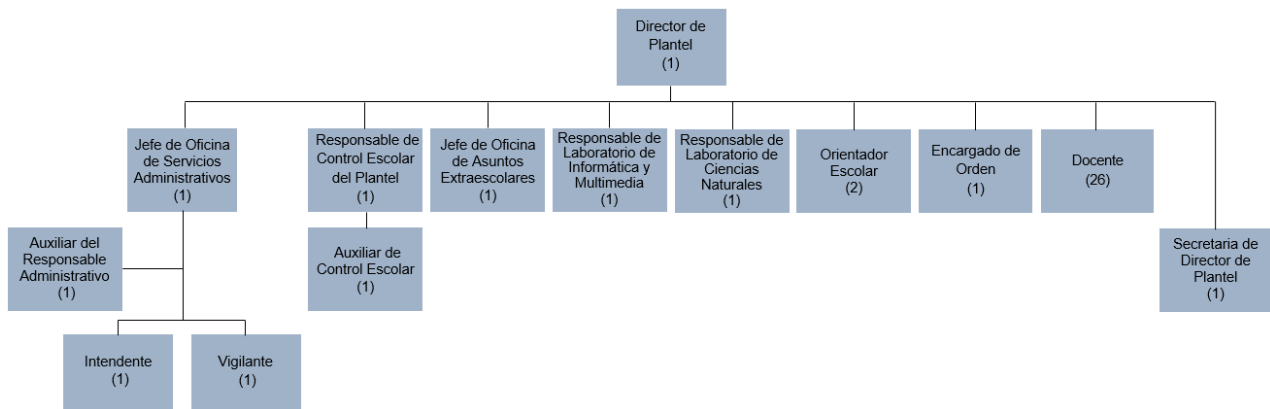 Director de
Plantel
(1)
Jefe de Oficina
de Servicios
Administrativos
(1)
Responsable de
Control Escolar
del Plantel
(1)
Jefe de Oficina
de Asuntos
Extraescolares
(1)
Responsable de
Laboratorio de
Informática y
Multimedia
(1)
Responsable de
Laboratorio de
Ciencias
Naturales
(1)
Orientador
Escolar
(2)
Encargado de
Orden
(1)
Docente
(26)
Auxiliar del
Responsable
Administrativo
(1)
Auxiliar de
Control Escolar
(1)
Secretaria de
Director de
Plantel
(1)
Intendente
(1)
Vigilante
(1)